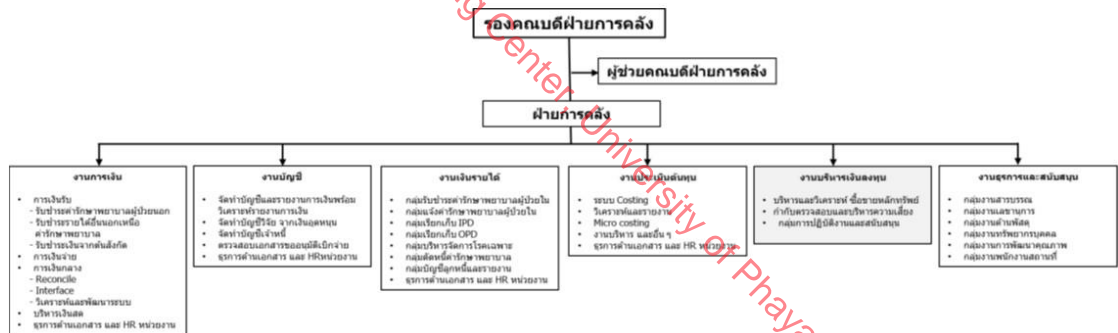 รองคณบดีฝ่ายการคลัง
ผู้ช่วยคณบดีฝ่ายการคลัง
ฝ่ายการคลัง
งานการเงิน
• การเงินรับ
- รับชำระค่ารักษาพยาบาลผู้ป่วยนอก
- รับชำระรายได้อื่นนอกเหนือ
ค่ารักษาพยาบาล
- รับชำระเงินจากต้นสังกัด
• การเงินจ่าย
• การเงินกลาง
- Reconcile
- Interface
- วิเคราะห์และพัฒนาระบบ
• บริหารเงินสด
• ธุรการด้านเอกสาร และ HR หน่วยงาน
งานบัญชี
• จัดทำบัญชีและรายงานการเงินพร้อม
วิเคราะห์รายงานการเงิน
• จัดทำบัญชีวิจัย จากเงินอุดหนุน
• จัดทำบัญชีเจ้าหนี้
• ตรวจสอบเอกสารขออนุมัติเบิกจ่าย
• ธุรการด้านเอกสาร และ HRหน่วยงาน
งานเงินรายได้
• กลุ่มรับชำระค่ารักษาพยาบาลผู้ป่วยใน
• กลุ่มแจ้งค่ารักษาพยาบาลผู้ป่วยใน
• กลุ่มเรียกเก็บ IPD
• กลุ่มเรียกเก็บ OPD
• กลุ่มบริหารจัดการโรคเฉพาะ
• กลุ่มดัชนีค่ารักษาพยาบาล
• กลุ่มบัญชีลูกหนี้และรายงาน
• ธุรการด้านเอกสาร และ HR หน่วยงาน
งานประเมินต้นทุน
• ระบบ Costing
• วิเคราะห์และรายงาน
• Micro costing
• งานบริหาร และอื่น ๆ
• ธุรการด้านเอกสาร และ HR หน่วยงาน
งานบริหารเงินลงทุน
• บริหารและวิเคราะห์ ซื้อขายหลักทรัพย์
• กำกับตรวจสอบและบริหารความเสี่ยง
• กลุ่มการปฏิบัติงานและสนับสนุน
งานธุรการและสนับสนุน
• กลุ่มงานสารบรรณ
• กลุ่มงานเลขานุการ
• กลุ่มงานด้านพัสดุ
• กลุ่มงานทรัพยากรบุคคล
• กลุ่มงานการพัฒนาคุณภาพ
• กลุ่มงานพนักงานสถานที่
ng Center, University of Phaya